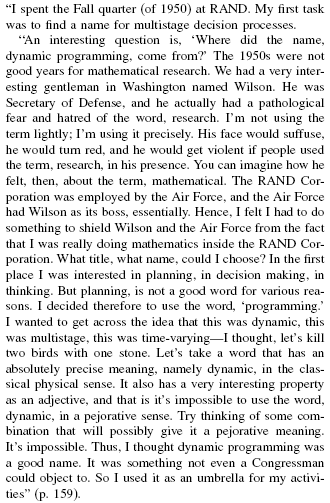 “I spent the Fall quarter (of 1950) at RAND. My first task
was to find a name for multistage decision processes.
“An interesting question is, ‘Where did the name,
dynamic programming, come from?’ The 1950s were not
good years for mathematical research. We had a very inter-
esting gentleman in Washington named Wilson. He was
Secretary of Defense, and he actually had a pathological
fear and hatred of the word, research. I’m not using the
term lightly; I’m using it precisely. His face would suffuse,
he would turn red, and he would get violent if people used
the term, research, in his presence. You can imagine how he
felt, then, about the term, mathematical. The RAND Cor-
poration was employed by the Air Force, and the Air Force
had Wilson as its boss, essentially. Hence, I felt I had to do
something to shield Wilson and the Air Force from the fact
that I was really doing mathematics inside the RAND Cor-
poration. What title, what name, could I choose? In the first
place I was interested in planning, in decision making, in
thinking. But planning, is not a good word for various rea-
sons. I decided therefore to use the word, ‘programming.’
I wanted to get across the idea that this was dynamic, this
was multistage, this was time-varying—I thought, let’s kill
two birds with one stone. Let’s take a word that has an
absolutely precise meaning, namely dynamic, in the clas-
sical physical sense. It also has a very interesting property
as an adjective, and that is it’s impossible to use the word,
dynamic, in a pejorative sense. Try thinking of some com-
bination that will possibly give it a pejorative meaning.
It’s impossible. Thus, I thought dynamic programming was
a good name. It was something not even a Congressman
could object to. So I used it as an umbrella for my activi-
ties” (p. 159).